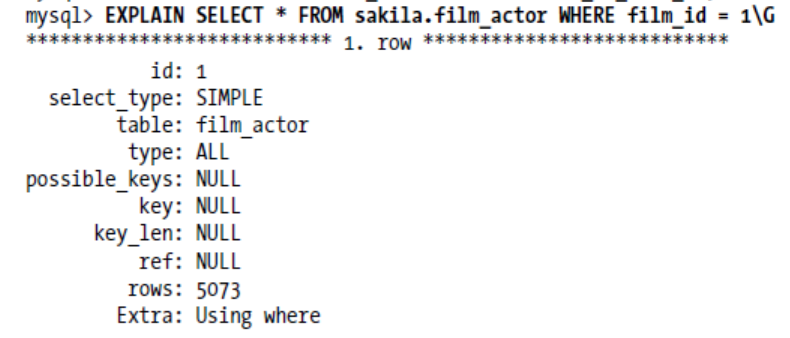 mysql> EXPLAIN SELECT * FROM sakila.film_actor WHERE film_id = 1\G
*************************** 1. row ***************************
id: 1
select_type: SIMPLE
table: film_actor
type: ALL
possible_keys: NULL
key: NULL
key_len: NULL
ref: NULL
rows: 5073
Extra: Using where